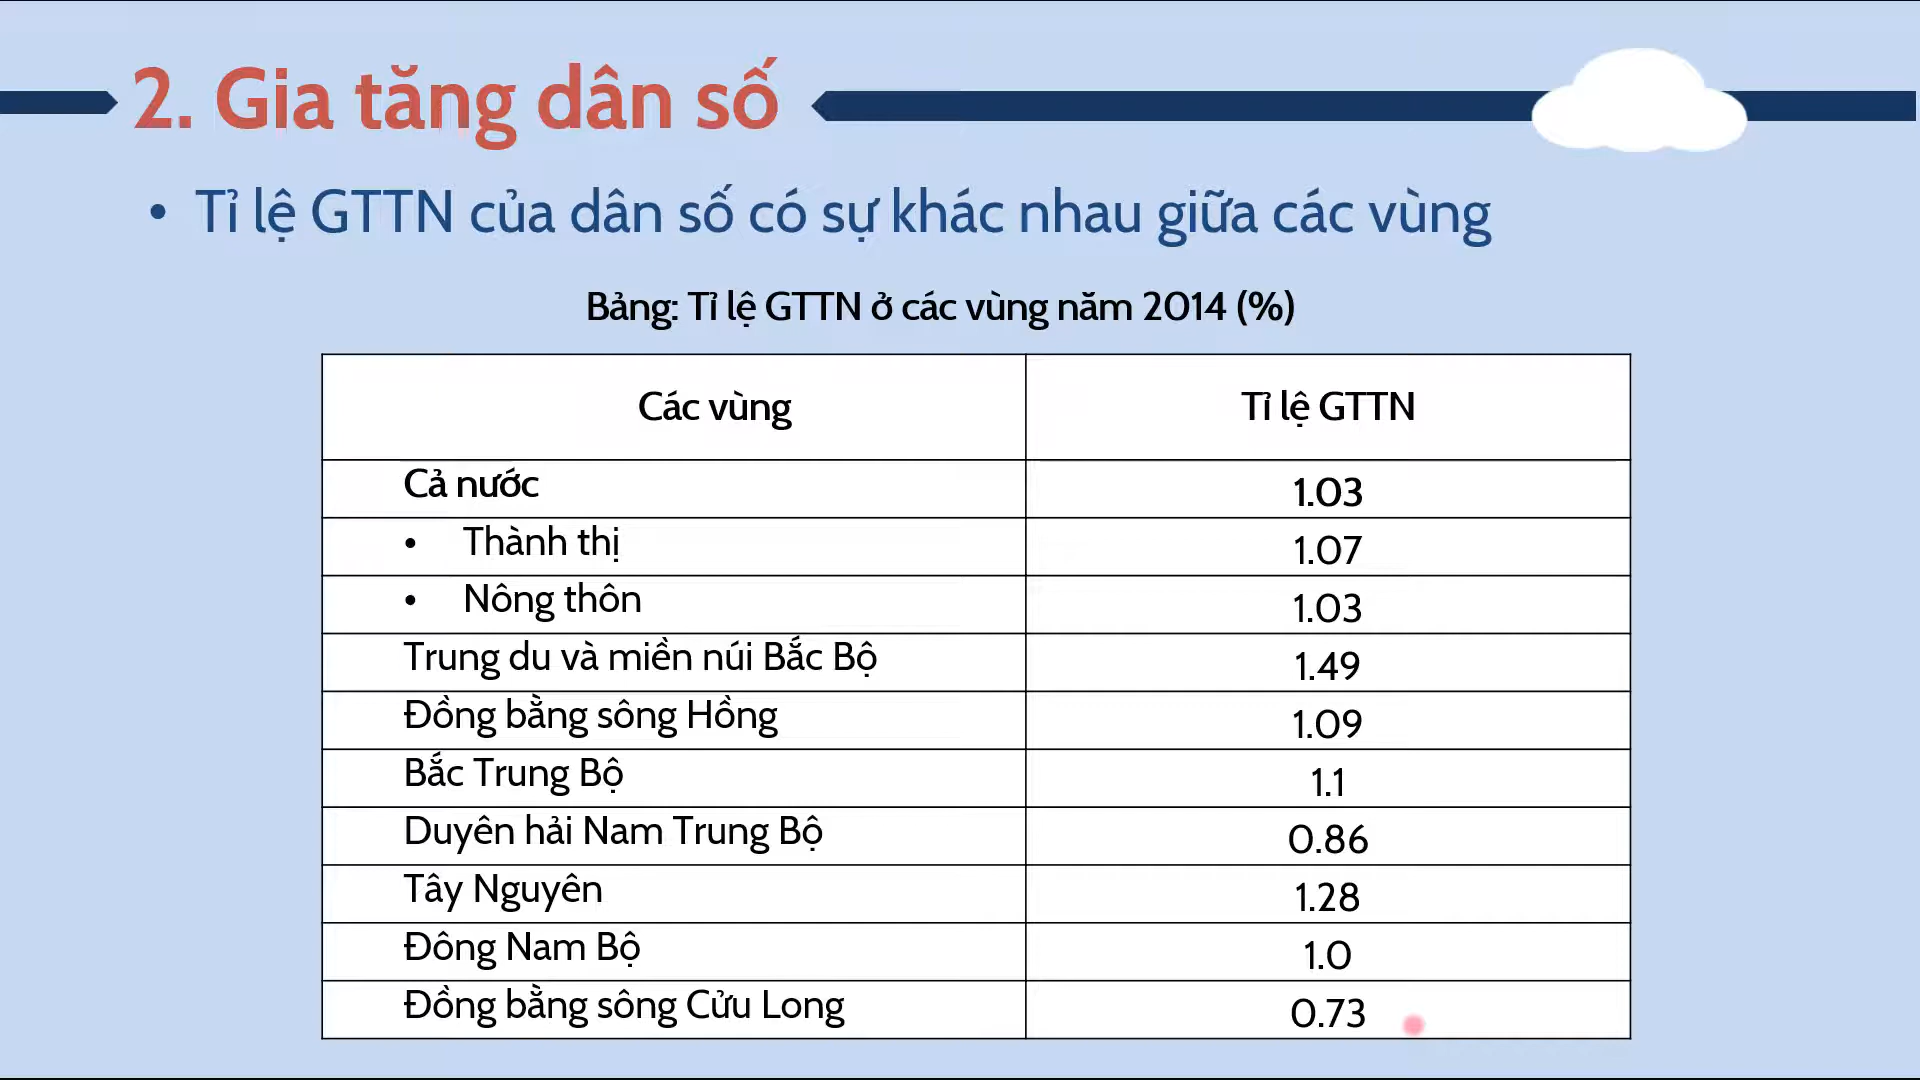 2. Gia tăng dân số
• Tỉ lệ GTTN của dân số có sự khác nhau giữa các vùng
Bảng: Tỉ lệ GTTN ở các vùng năm 2014 (%)
Các vùng Tỉ lệ GTTN
Cả nước 1.03
• Thành thị 1.07
• Nông thôn 1.03
Trung du và miền núi Bắc Bộ 1.49
Đồng bằng sông Hồng 1.09
Bắc Trung Bộ 1.1
Duyên hải Nam Trung Bộ 0.86
Tây Nguyên 1.28
Đông Nam Bộ 1.0
Đồng bằng sông Cửu Long 0.73